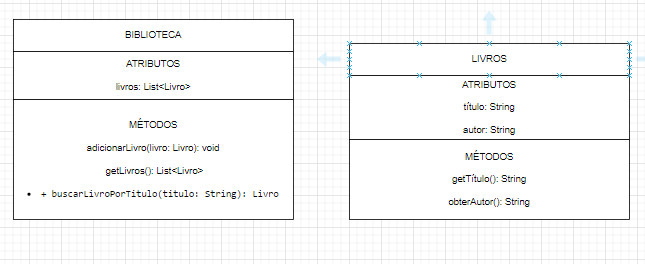 BIBLIOTECA
ATRIBUTOS
livros: List<Livro>
MÉTODOS
adicionarLivro(livro: Livro): void
getLivros(): List<Livro>
• + buscarLivroPorTitulo(titulo: String): Livro
LIVROS
ATRIBUTOS
título: String
autor: String
MÉTODOS
getTítulo(): String
obterAutor(): String